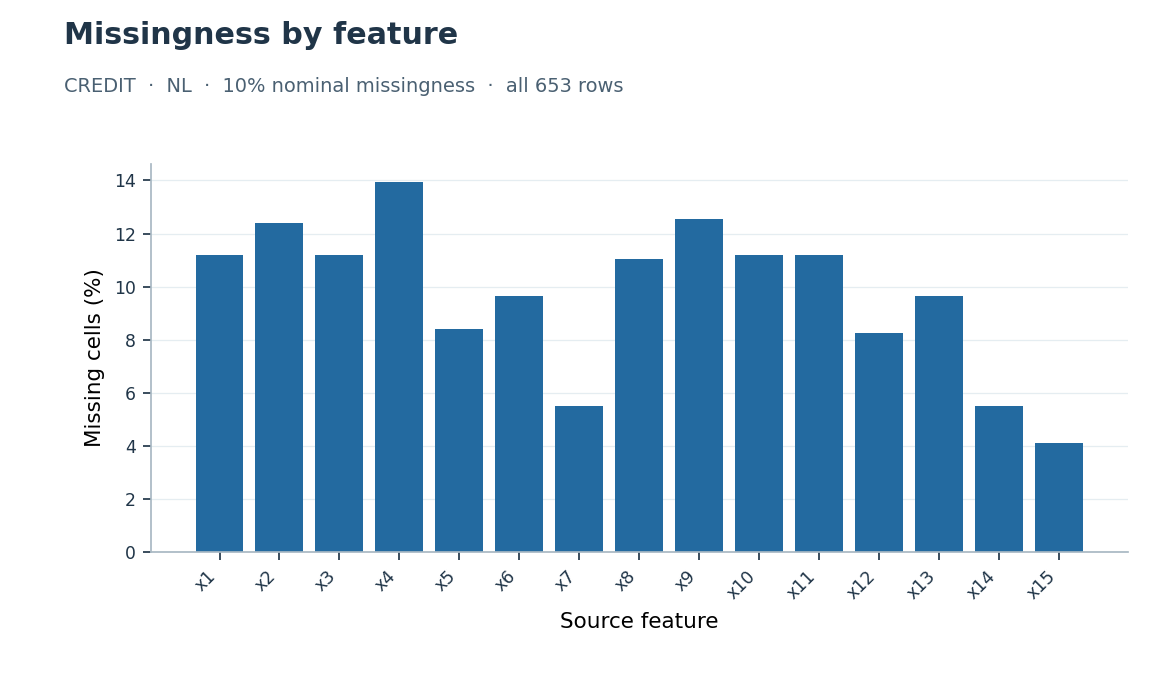 Missingness by feature
CREDIT · NL · 10% nominal missingness · all 653 rows
14
12
10
8
6
4
2
0
Missing cells (%)
x1 x2 x3 x4 x5 x6 x7 x8 x9 x10 x11 x12 x13 x14 x15
Source feature